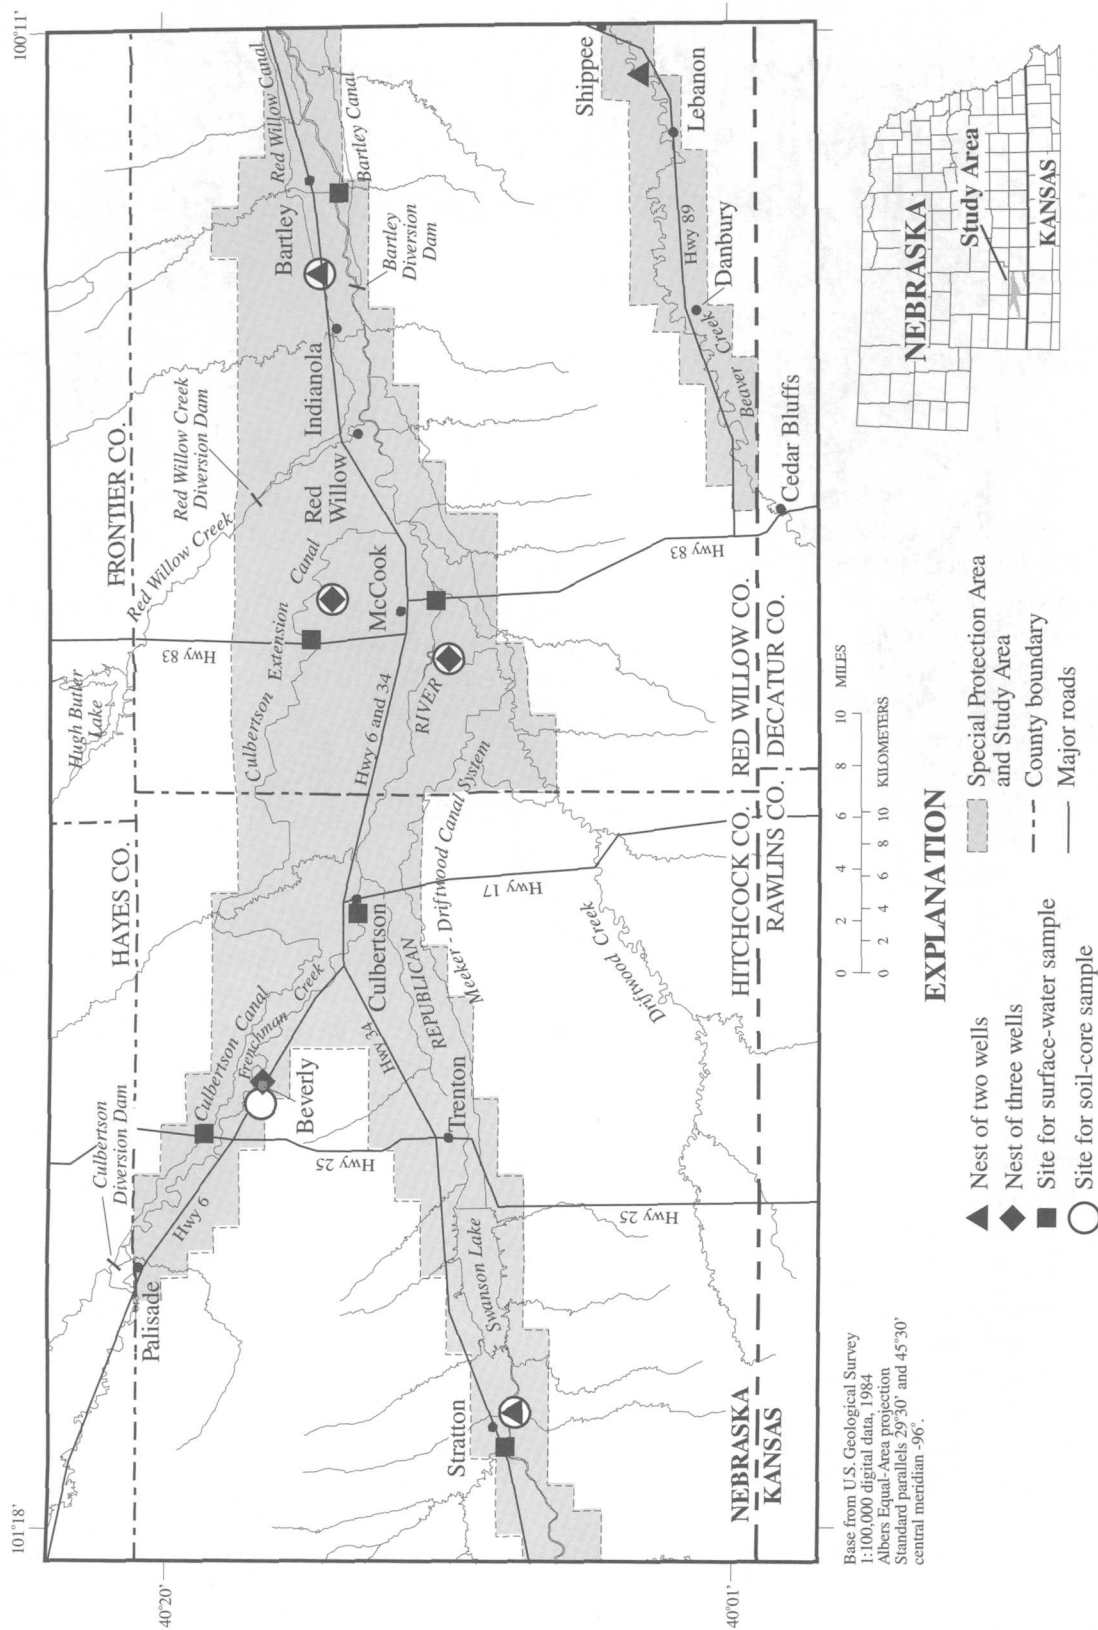 101°18'
100°11'
40°20'
40°01'
HAYES CO.
FRONTIER CO.
Hugh Butler
Lake
Red Willow Creek
Red Willow Creek
Diversion Dam
Culbertson
Diversion Dam
Palisade
Hwy 6
Culbertson Canal
Frenchman Creek
Beverly
Hwy 25
Culbertson Extension Canal
Hwy 83
Red
Willow
Indianola
Bartley
Red Willow Canal
Bartley Canal
Bartley
Diversion
Dam
McCook
Hwy 6 and 34
Culbertson
Hwy 34
REPUBLICAN
RIVER
Trenton
Meeker - Driftwood Canal System
Stratton
Swanson Lake
Hwy 25
Hwy 17
Driftwood Creek
Hwy 83
Shippee
Lebanon
Hwy 89
Danbury
Beaver
Creek
Cedar Bluffs
NEBRASKA
KANSAS
HITCHCOCK CO.
RAWLINS CO.
RED WILLOW CO.
DECATUR CO.
Base from U.S. Geological Survey
1:100,000 digital data, 1984
Albers Equal-Area projection
Standard parallels 29°30' and 45°30'
central meridian -96°.
0 2 4 6 8 10 MILES
0 2 4 6 8 10 KILOMETERS
EXPLANATION
Nest of two wells
Nest of three wells
Site for surface-water sample
Site for soil-core sample
Special Protection Area
and Study Area
County boundary
Major roads
NEBRASKA
Study Area
KANSAS